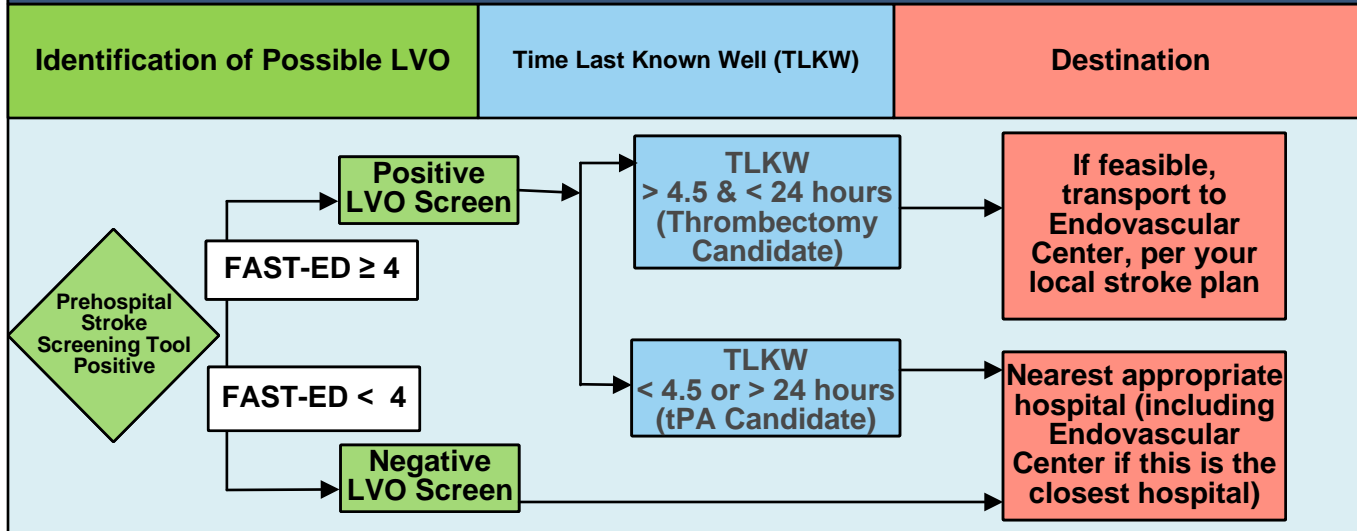 Identification of Possible LVO
Time Last Known Well (TLKW)
Destination
Prehospital
Stroke
Screening Tool
Positive
FAST-ED ≥ 4
FAST-ED < 4
Positive
LVO Screen
Negative
LVO Screen
TLKW
> 4.5 & < 24 hours
(Thrombectomy
Candidate)
TLKW
< 4.5 or > 24 hours
(tPA Candidate)
If feasible,
transport to
Endovascular
Center, per your
local stroke plan
Nearest appropriate
hospital (including
Endovascular
Center if this is the
closest hospital)